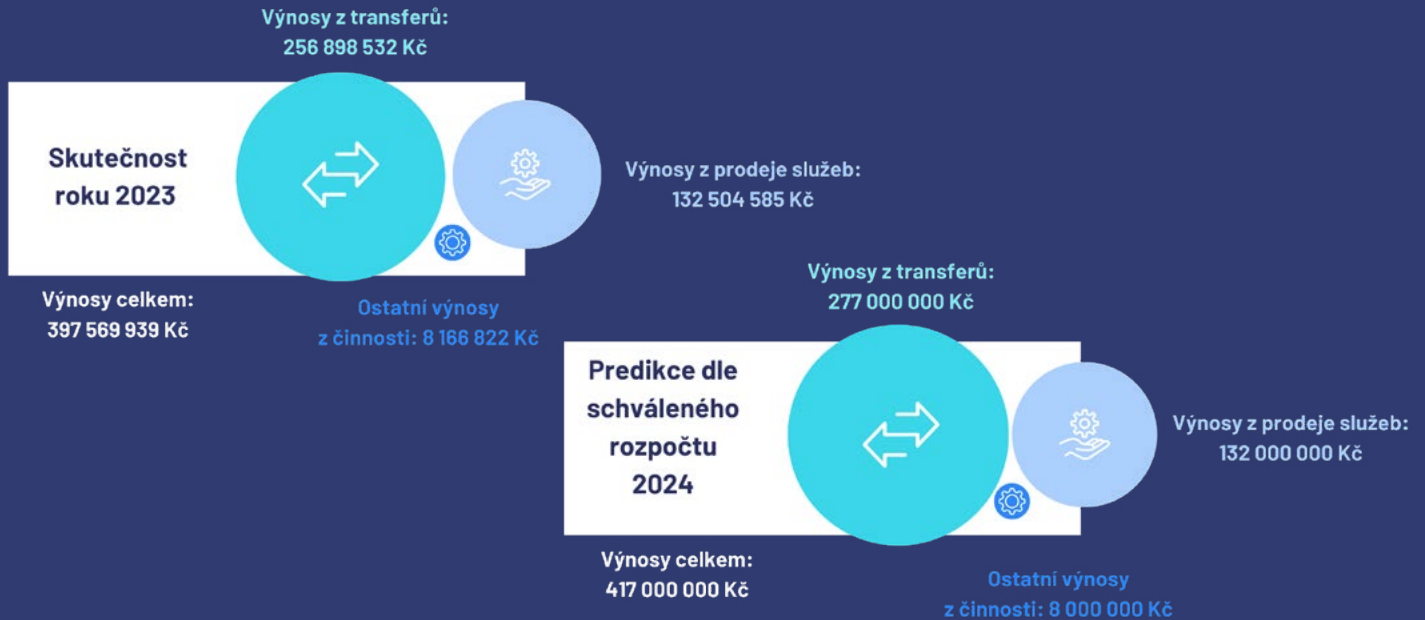 Výnosy z transferů:
256 898 532 Kč
Skutečnost
roku 2023
Výnosy z prodeje služeb:
132 504 585 Kč
Výnosy celkem:
397 569 939 Kč
Ostatní výnosy
z činnosti: 8 166 822 Kč
Výnosy z transferů:
277 000 000 Kč
Predikce dle
schváleného
rozpočtu
2024
Výnosy z prodeje služeb:
132 000 000 Kč
Výnosy celkem:
417 000 000 Kč
Ostatní výnosy
z činnosti: 8 000 000 Kč